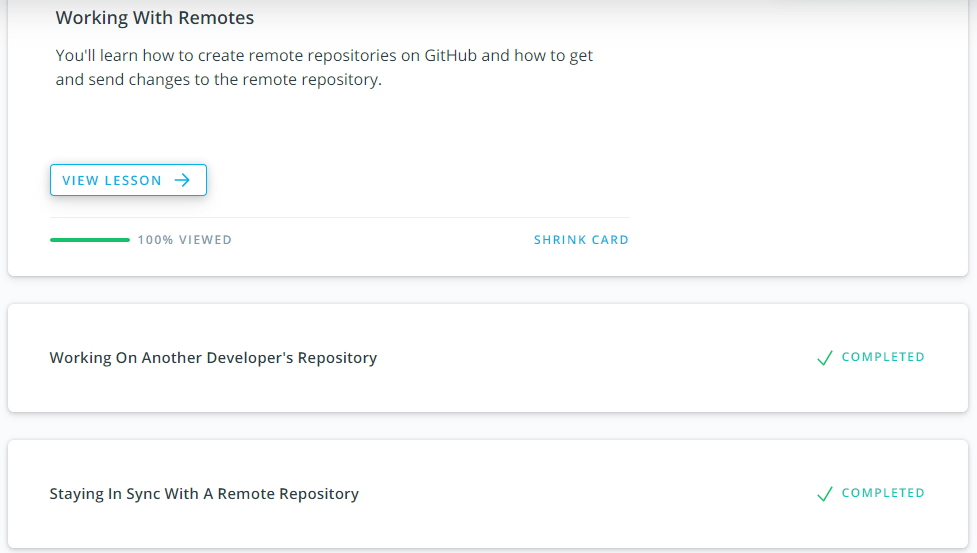 Working With Remotes
You'll learn how to create remote repositories on GitHub and how to get
and send changes to the remote repository.
VIEW LESSON
100% VIEWED
SHRINK CARD
Working On Another Developer's Repository
COMPLETED
Staying In Sync With A Remote Repository
COMPLETED